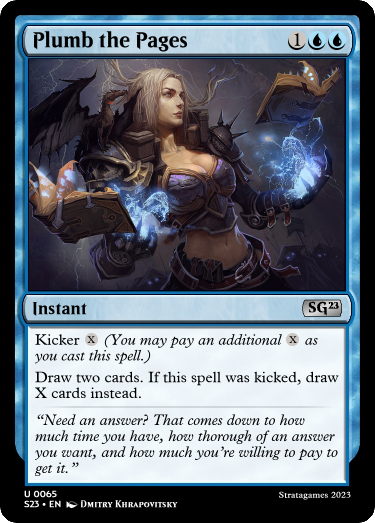 Plumb the Pages 1
Instant SG23
Kicker X (You may pay an additional X as
you cast this spell.)
Draw two cards. If this spell was kicked, draw
X cards instead.
“Need an answer? That comes down to how
much time you have, how thorough of an answer
you want, and how much you’re willing to pay to
get it.”
U 0065 Stratagames 2023
S23 • EN Dmitry Khrapovitsky